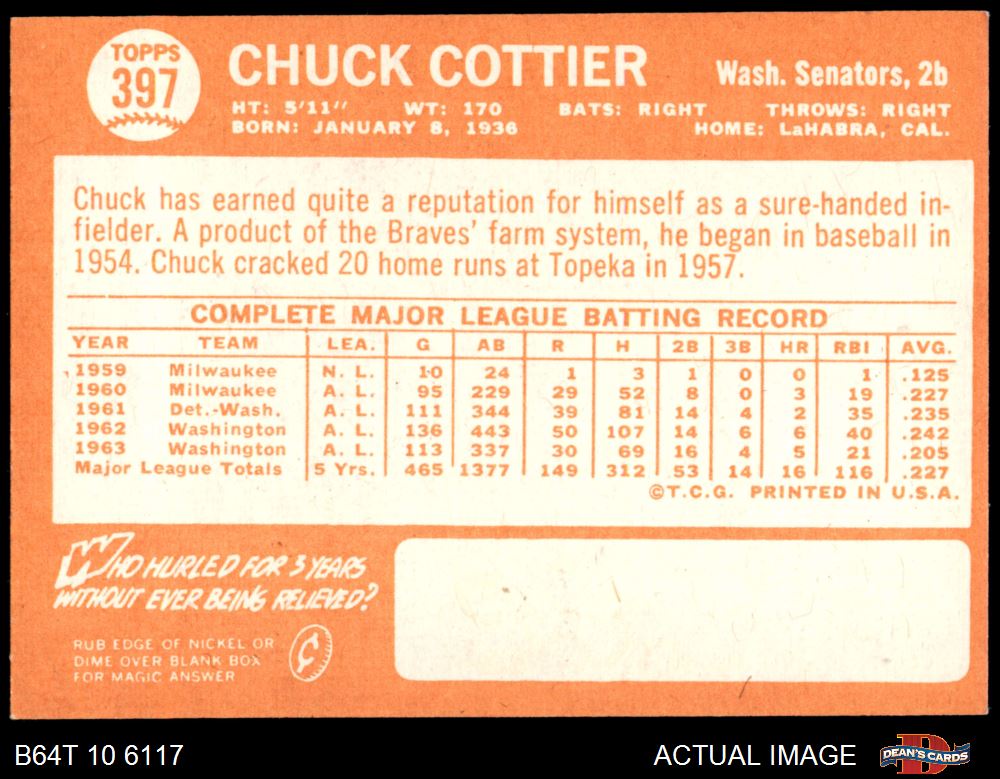 TOPPS
397
CHUCK COTTIER
Wash. Senators, 2b
HT: 5'11" WT: 170 BATS: RIGHT THROWS: RIGHT
BORN: JANUARY 8, 1936 HOME: LaHABRA, CAL.
Chuck has earned quite a reputation for himself as a sure-handed in-
fielder. A product of the Braves' farm system, he began in baseball in
1954. Chuck cracked 20 home runs at Topeka in 1957.
COMPLETE MAJOR LEAGUE BATTING RECORD
YEAR TEAM LEA. G AB R H 2B 3B HR RBI AVG.
1959 Milwaukee N. L. 10 24 1 3 1 0 0 1 .125
1960 Milwaukee A. L. 95 229 29 52 8 0 3 19 .227
1961 Det.-Wash. A. L. 111 344 39 81 14 4 2 35 .235
1962 Washington A. L. 136 443 50 107 14 6 6 40 .242
1963 Washington A. L. 113 337 30 69 16 4 5 21 .205
Major League Totals 5 Yrs. 465 1377 149 312 53 14 16 116 .227
©T.C.G. PRINTED IN U.S.A.
WHO HURLED FOR 3 YEARS
WITHOUT EVER BEING RELIEVED?
RUB EDGE OF NICKEL OR
DIME OVER BLANK BOX
FOR MAGIC ANSWER
B64T 10 6117
ACTUAL IMAGE
DEAN'S CARDS